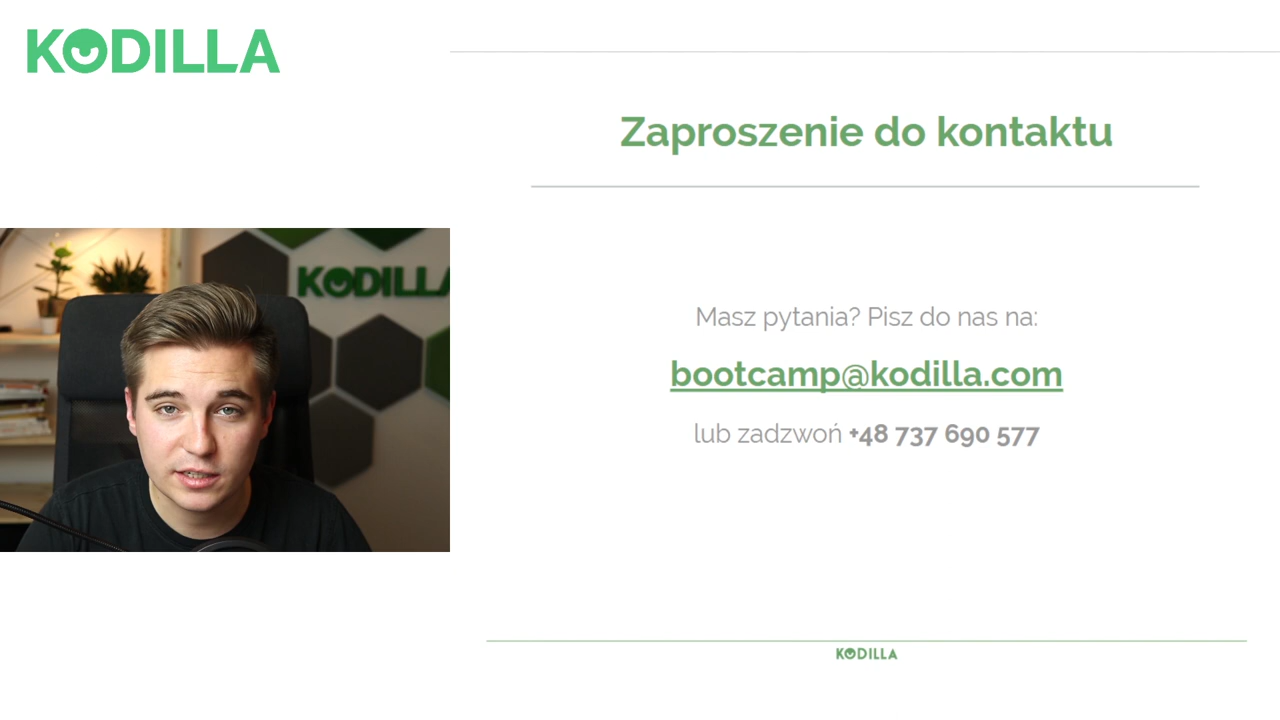 KODILLA
Zaproszenie do kontaktu
KODILLA
Masz pytania? Pisz do nas na:
bootcamp@kodilla.com
lub zadzwoń +48 737 690 577
KODILLA